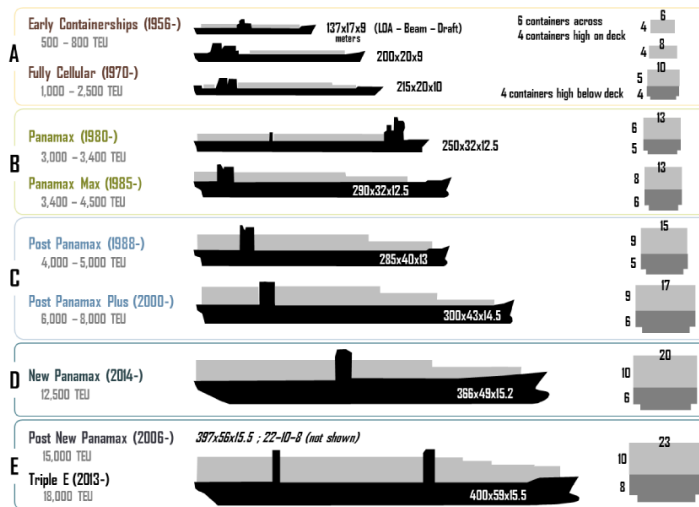 A
Early Containerships (1956-)
500 – 800 TEU
137x17x9 (LOA – Beam – Draft)
meters
200x20x9
6 containers across
4 containers high on deck
6
4
8
4
Fully Cellular (1970-)
1,000 – 2,500 TEU
215x20x10
4 containers high below deck
10
5
4
B
Panamax (1980-)
3,000 – 3,400 TEU
250x32x12.5
13
6
5
Panamax Max (1985-)
3,400 – 4,500 TEU
290x32x12.5
13
8
6
C
Post Panamax (1988-)
4,000 – 5,000 TEU
285x40x13
15
9
5
Post Panamax Plus (2000-)
6,000 – 8,000 TEU
300x43x14.5
17
9
6
D
New Panamax (2014-)
12,500 TEU
366x49x15.2
20
10
6
E
Post New Panamax (2006-)
15,000 TEU
397x56x15.5 ; 22–10–8 (not shown)
Triple E (2013-)
18,000 TEU
400x59x15.5
23
10
8